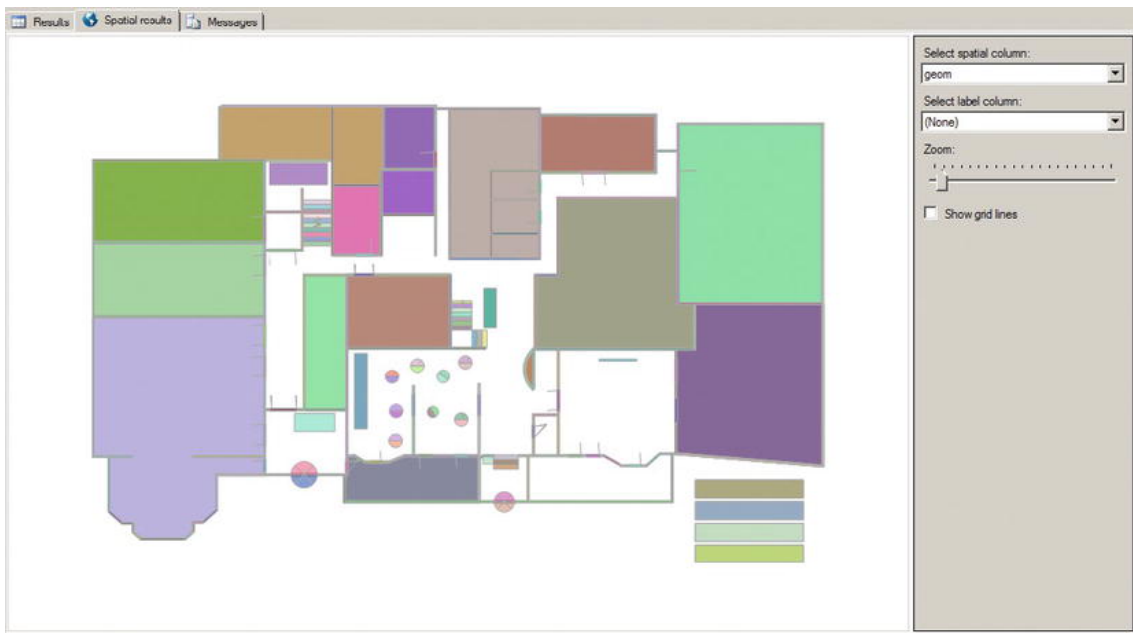 Results
Spatial results
Messages
Select spatial column:
geom
Select label column:
(None)
Zoom:
Show grid lines